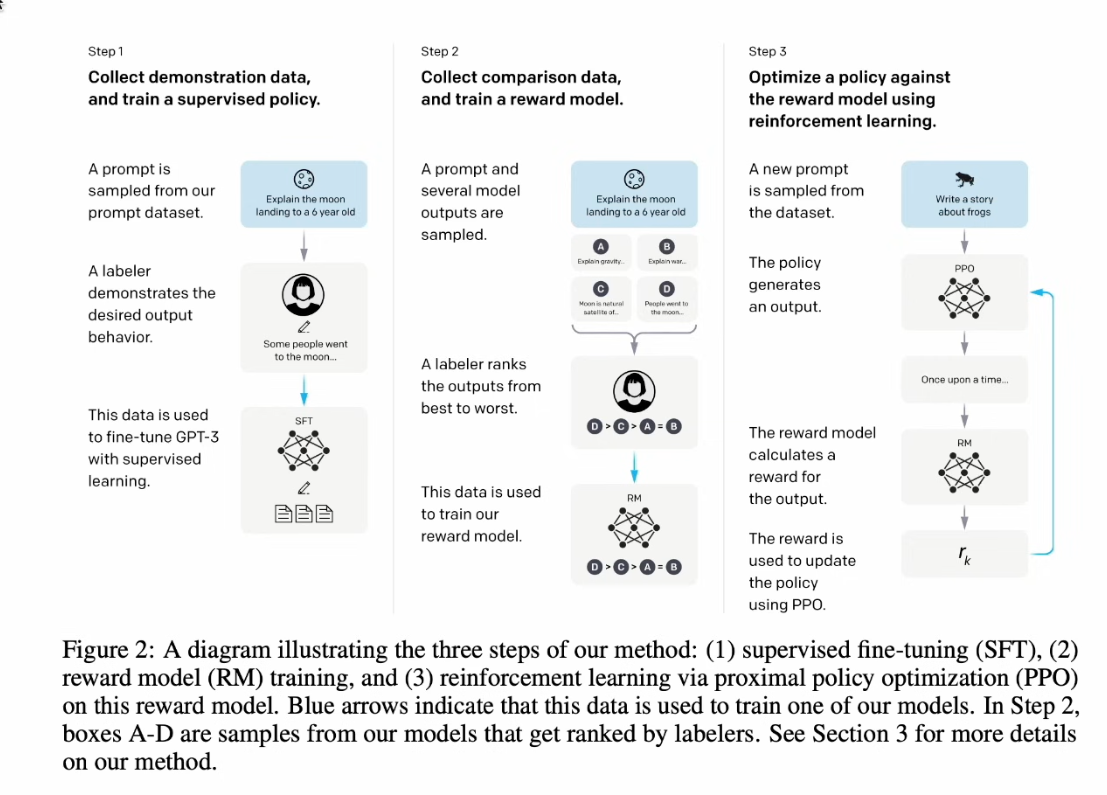 Step 1
Collect demonstration data,
and train a supervised policy.
A prompt is
sampled from our
prompt dataset.
Explain the moon
landing to a 6 year old
A labeler
demonstrates the
desired output
behavior.
Some people went
to the moon...
This data is used
to fine-tune GPT-3
with supervised
learning.
SFT
Step 2
Collect comparison data,
and train a reward model.
A prompt and
several model
outputs are
sampled.
Explain the moon
landing to a 6 year old
A
Explain gravity...
B
Explain war...
C
Moon is natural
satellite of...
D
People went to
the moon...
A labeler ranks
the outputs from
best to worst.
D > C > A = B
This data is used
to train our
reward model.
RM
D > C > A = B
Step 3
Optimize a policy against
the reward model using
reinforcement learning.
A new prompt
is sampled from
the dataset.
Write a story
about frogs
The policy
generates
an output.
PPO
Once upon a time...
The reward model
calculates a
reward for
the output.
RM
The reward is
used to update
the policy
using PPO.
rk
Figure 2: A diagram illustrating the three steps of our method: (1) supervised fine-tuning (SFT), (2)
reward model (RM) training, and (3) reinforcement learning via proximal policy optimization (PPO)
on this reward model. Blue arrows indicate that this data is used to train one of our models. In Step 2,
boxes A-D are samples from our models that get ranked by labelers. See Section 3 for more details
on our method.